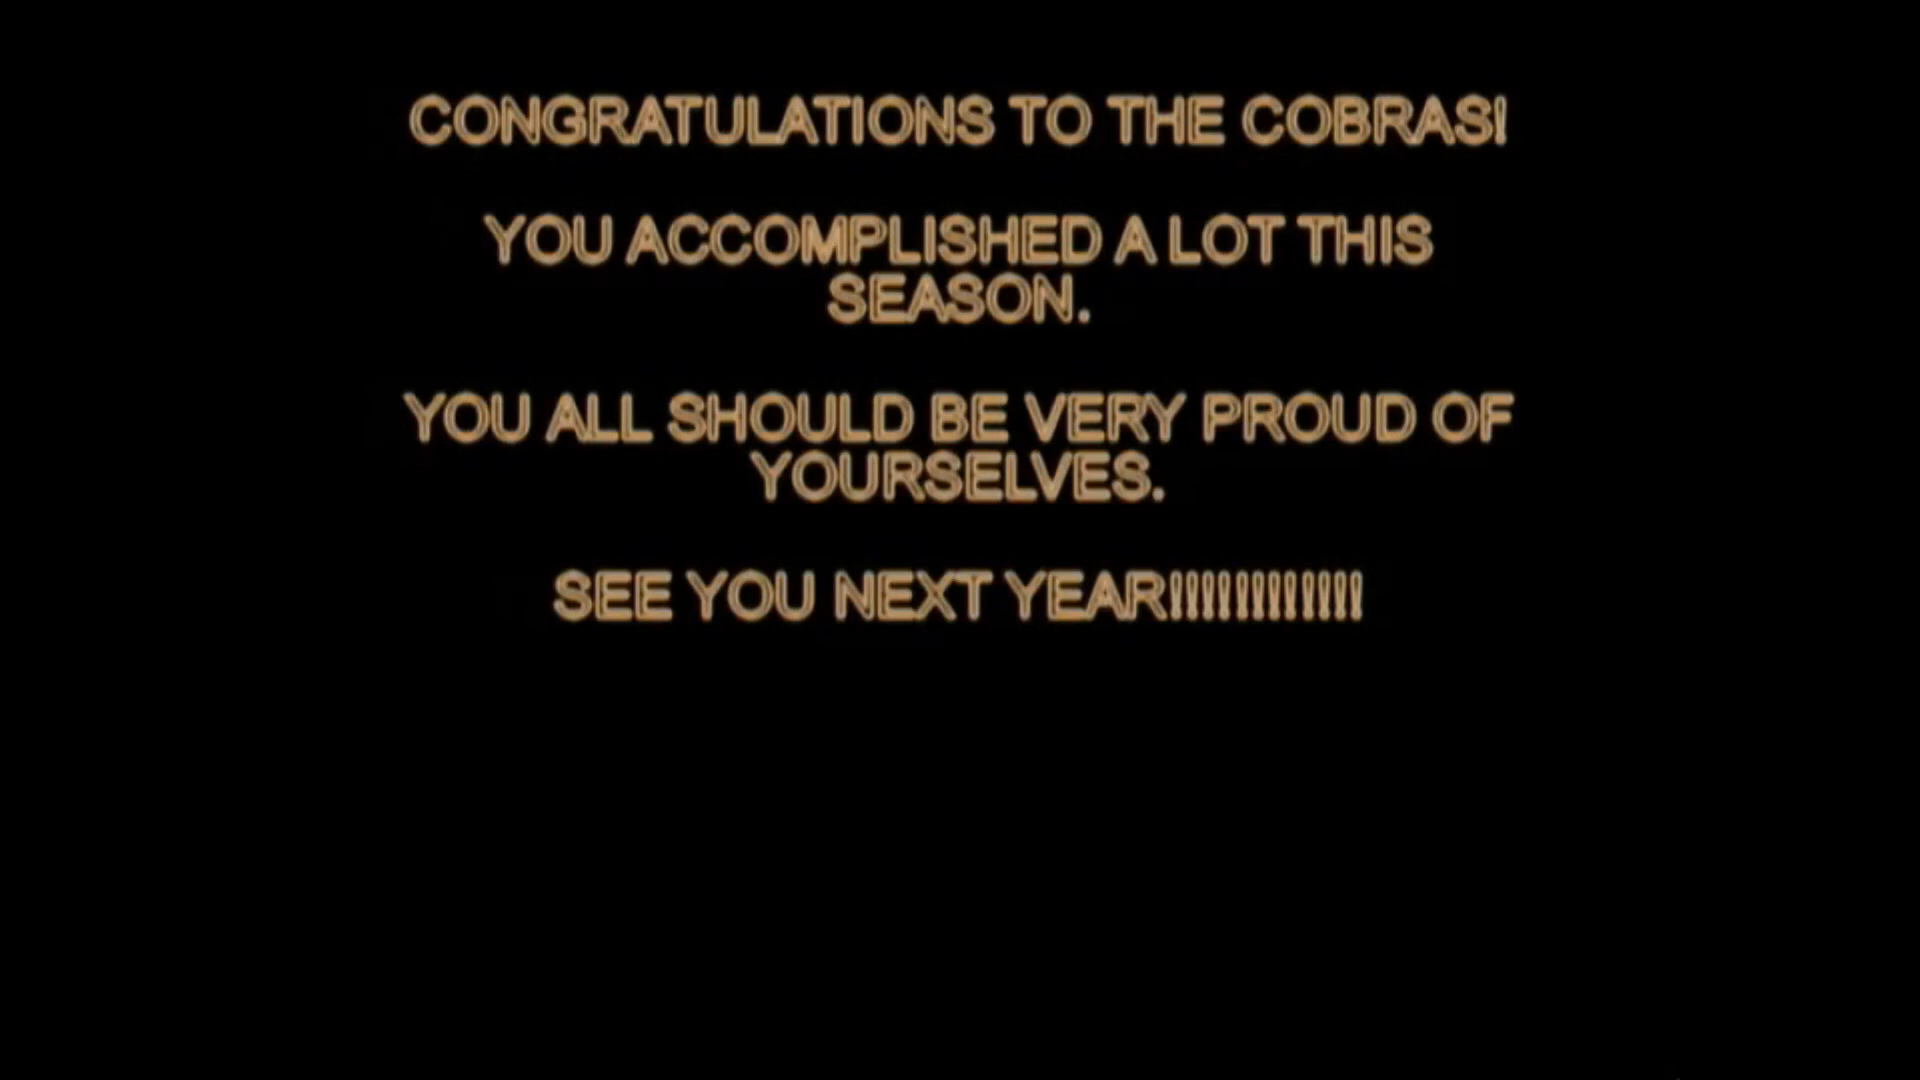 CONGRATULATIONS TO THE COBRAS!
YOU ACCOMPLISHED A LOT THIS
SEASON.
YOU ALL SHOULD BE VERY PROUD OF
YOURSELVES.
SEE YOU NEXT YEAR!!!!!!!!!!!!